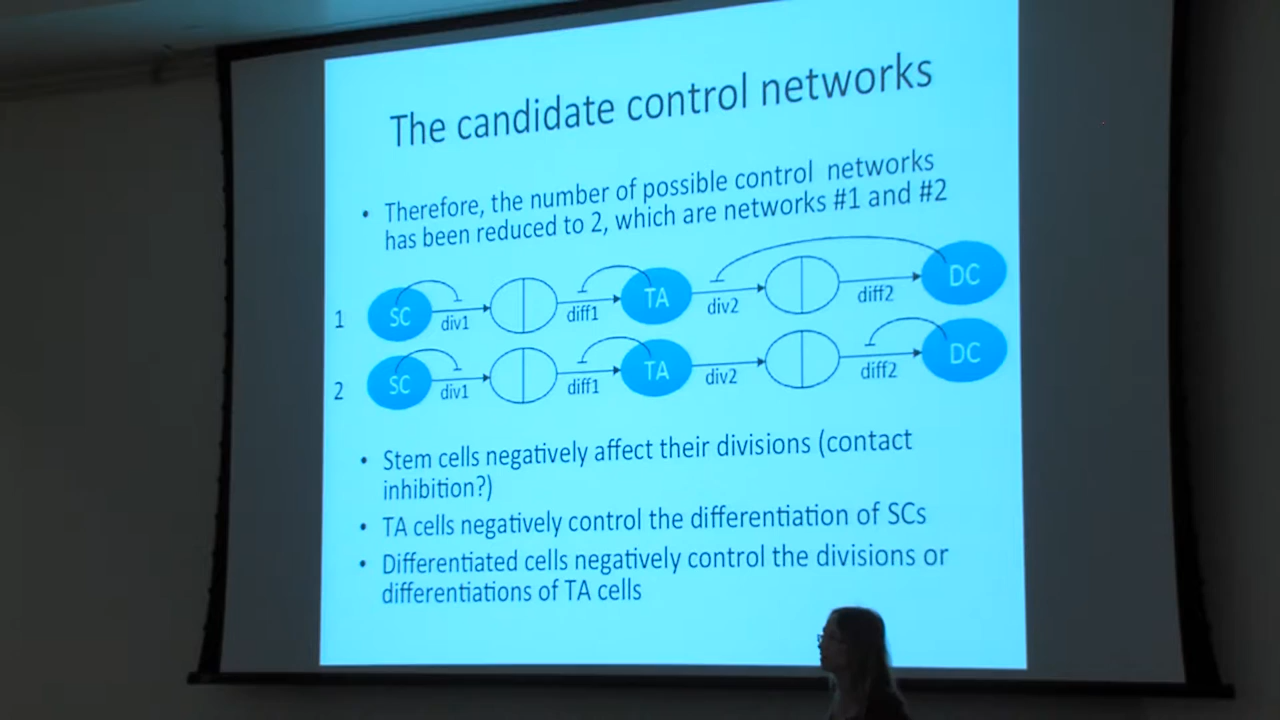 The candidate control networks
• Therefore, the number of possible control networks
has been reduced to 2, which are networks #1 and #2
1 SC div1 diff1 TA div2 diff2 DC
2 SC div1 diff1 TA div2 diff2 DC
• Stem cells negatively affect their divisions (contact
inhibition?)
• TA cells negatively control the differentiation of SCs
• Differentiated cells negatively control the divisions or
differentiations of TA cells